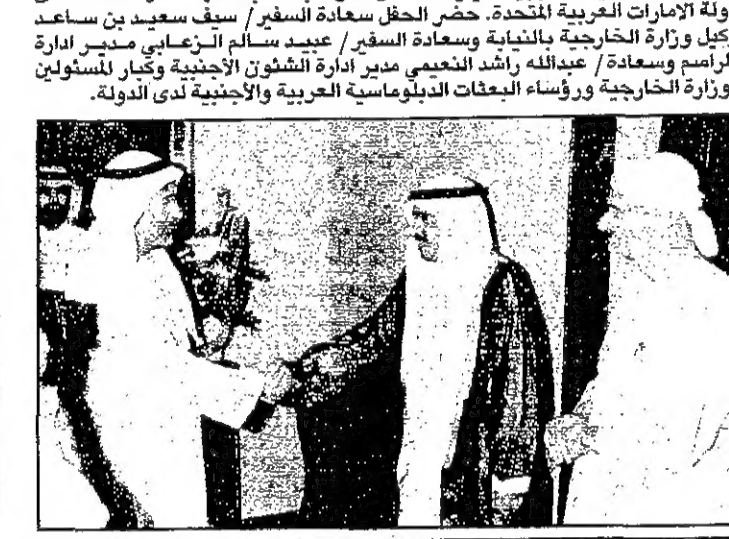 ولة الامارات العربية المتحدة. حضر الحفل سعادة السفير / سيف سعيد بن ساعد
كيل وزارة الخارجية بالنيابة وسعادة السفير / عبيد سالم الزعابي مدير ادارة
لراسم وسعادة / عبدالله راشد النعيمي مدير ادارة الشئون الأجنبية وكبار المسئولين
وزارة الخارجية ورؤساء البعثات الدبلوماسية العربية والأجنبية لدى الدولة.